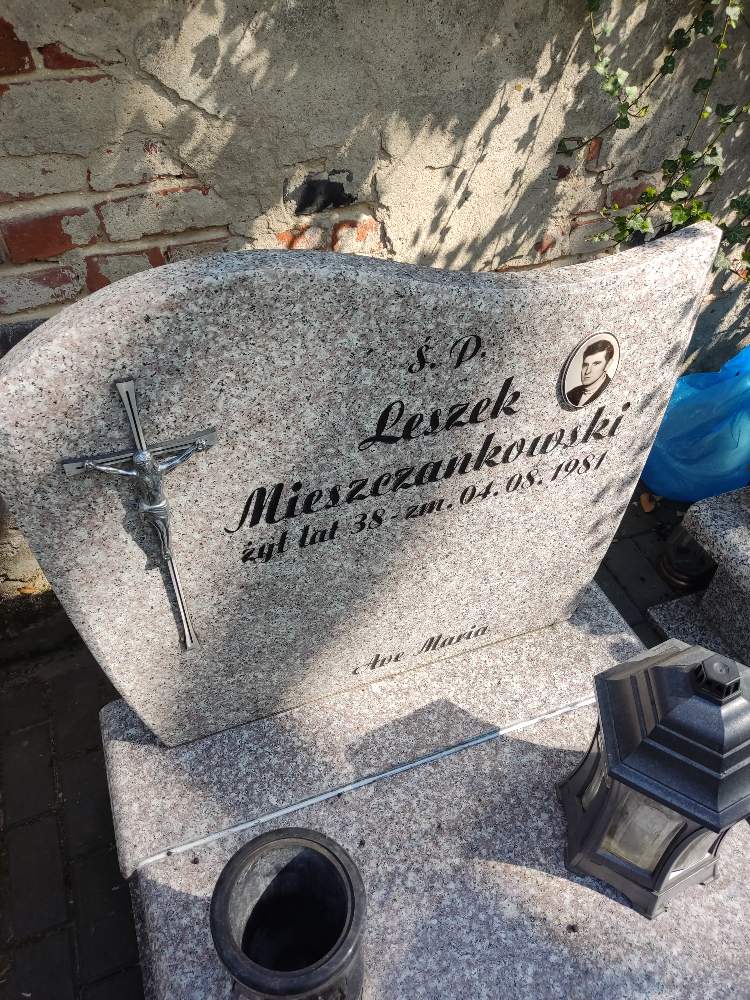 Ś. P.
Leszek
Mieszczankowski
żył lat 38 - zm. 04. 08. 1981
Ave Maria